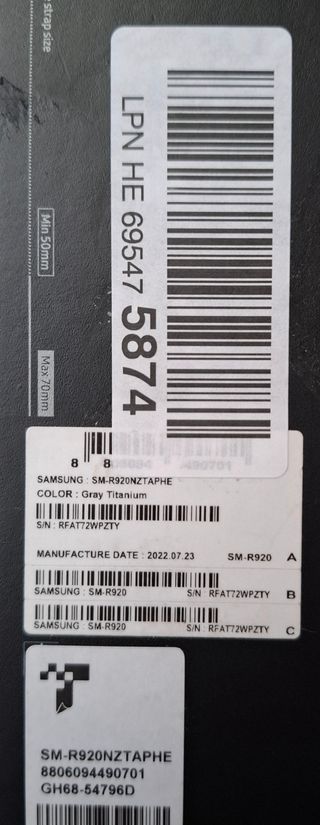 strap size
Min 50mm
Max 70mm
LPN HE 69547 5874
8 8
SAMSUNG : SM-R920NZTAPHE
COLOR : Gray Titanium
S/N : RFAT72WPZTY
MANUFACTURE DATE : 2022.07.23 SM-R920 A
SAMSUNG : SM-R920 S/N : RFAT72WPZTY B
SAMSUNG : SM-R920 S/N : RFAT72WPZTY C
SM-R920NZTAPHE
8806094490701
GH68-54796D